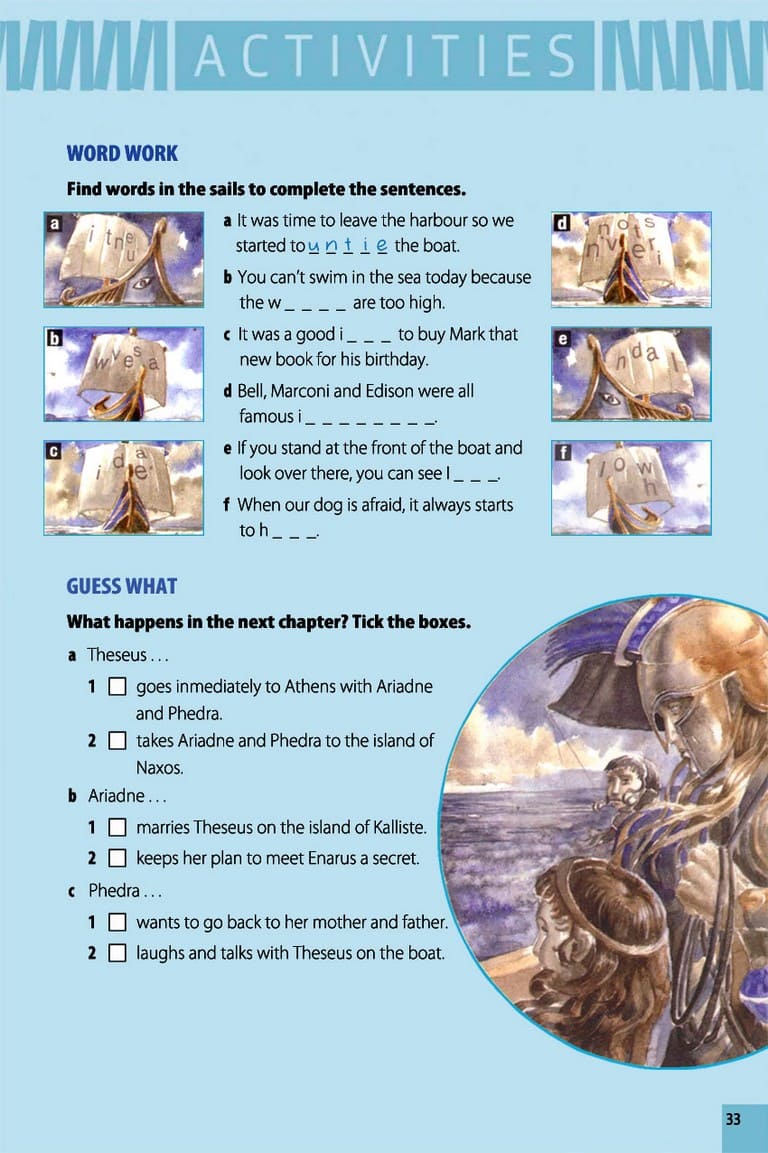 ACTIVITIES
WORD WORK
Find words in the sails to complete the sentences.
a
i t n e u
b
w v e s a
c
i d a e
a It was time to leave the harbour so we
started to u n t i e the boat.
b You can't swim in the sea today because
the w _ _ _ _ are too high.
c It was a good i _ _ _ to buy Mark that
new book for his birthday.
d Bell, Marconi and Edison were all
famous i _ _ _ _ _ _ _ _.
e If you stand at the front of the boat and
look over there, you can see l _ _ _.
f When our dog is afraid, it always starts
to h _ _ _.
d
n o t s
n v e r i
e
n d a l
f
l o w
h
GUESS WHAT
What happens in the next chapter? Tick the boxes.
a Theseus . . .
1 goes inmediately to Athens with Ariadne
and Phedra.
2 takes Ariadne and Phedra to the island of
Naxos.
b Ariadne . . .
1 marries Theseus on the island of Kalliste.
2 keeps her plan to meet Enarus a secret.
c Phedra . . .
1 wants to go back to her mother and father.
2 laughs and talks with Theseus on the boat.
33